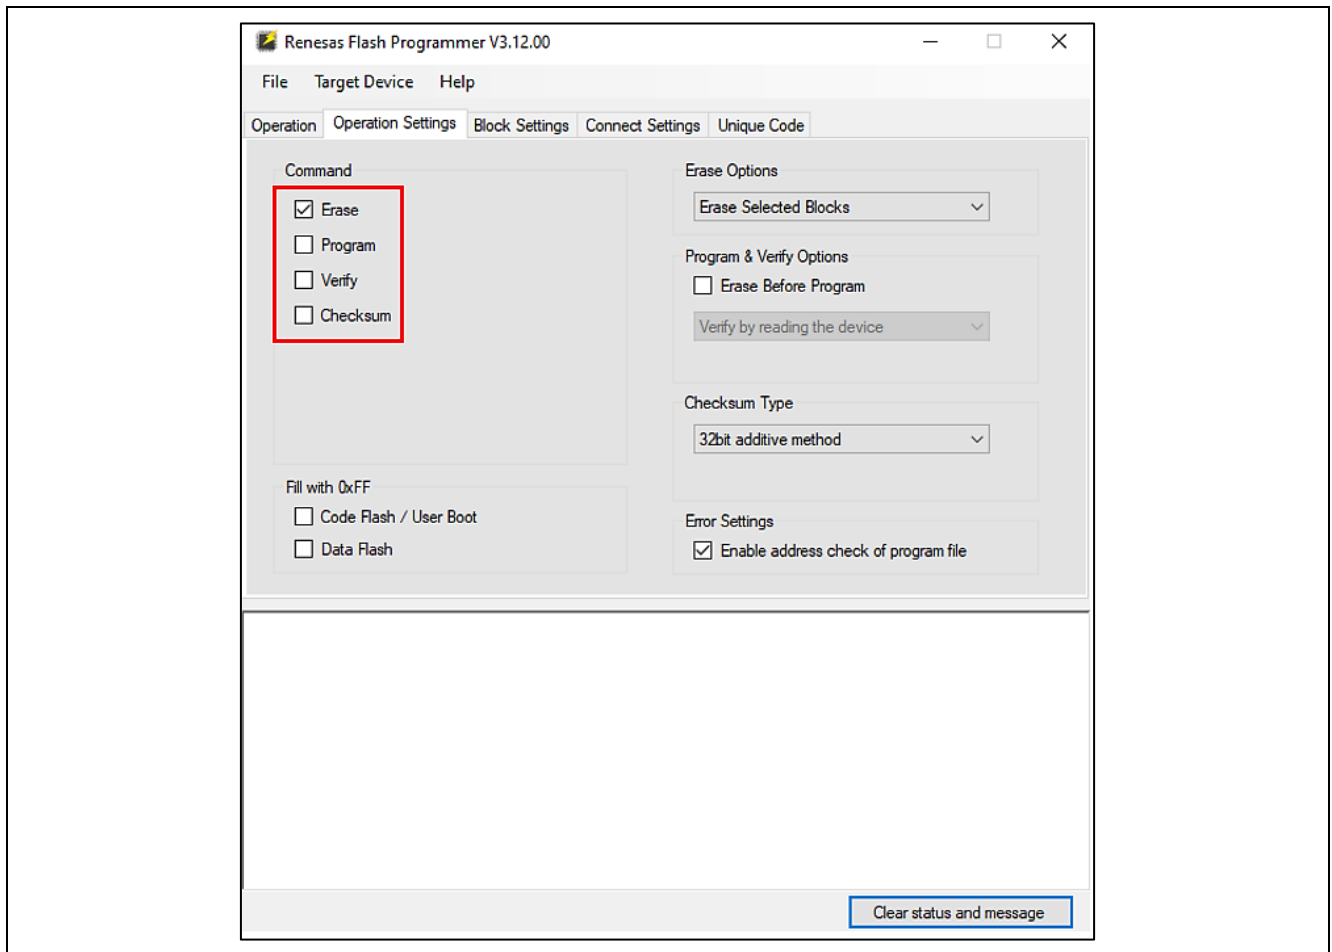 Renesas Flash Programmer V3.12.00
File Target Device Help
Operation Operation Settings Block Settings Connect Settings Unique Code
Command
Erase
Program
Verify
Checksum
Fill with 0xFF
Code Flash / User Boot
Data Flash
Erase Options
Erase Selected Blocks
Program & Verify Options
Erase Before Program
Verify by reading the device
Checksum Type
32bit additive method
Error Settings
Enable address check of program file
Clear status and message